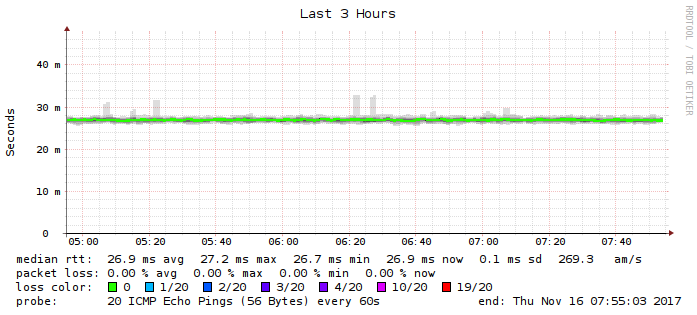 Last 3 Hours
RRDTOOL / TOBI OETIKER
Seconds
40 m
30 m
20 m
10 m
0
05:00 05:20 05:40 06:00 06:20 06:40 07:00 07:20 07:40
median rtt: 26.9 ms avg 27.2 ms max 26.7 ms min 26.9 ms now 0.1 ms sd 269.3 am/s
packet loss: 0.00 % avg 0.00 % max 0.00 % min 0.00 % now
loss color: 0 1/20 2/20 3/20 4/20 10/20 19/20
probe: 20 ICMP Echo Pings (56 Bytes) every 60s end: Thu Nov 16 07:55:03 2017